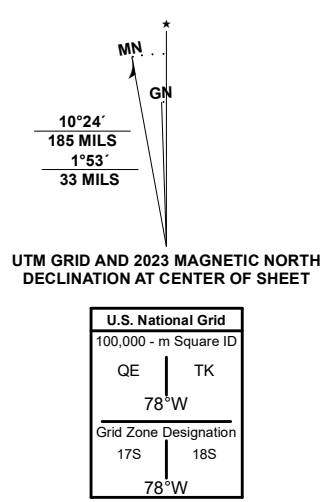 ★
MN
GN
10°24´
185 MILS
1°53´
33 MILS
UTM GRID AND 2023 MAGNETIC NORTH
DECLINATION AT CENTER OF SHEET
U.S. National Grid
100,000 - m Square ID
QE TK
78°W
Grid Zone Designation
17S 18S
78°W